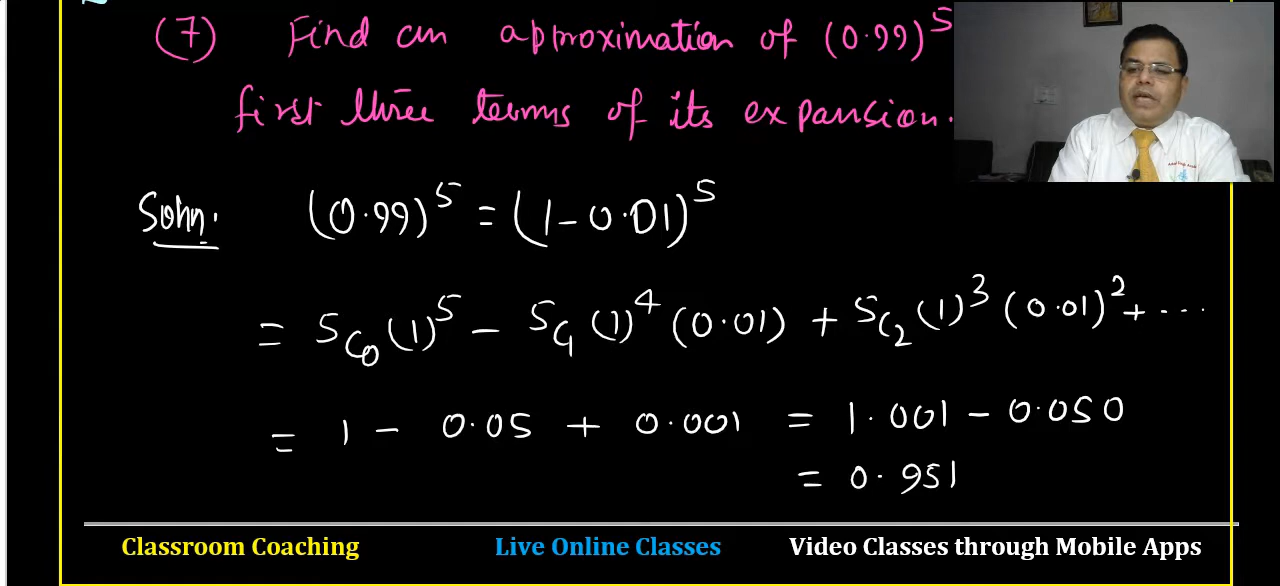 (7) Find an approximation of (0.99)^5
first three terms of its expansion.
Soln. (0.99)^5 = (1-0.01)^5
= 5C0 (1)^5 - 5C1 (1)^4 (0.01) + 5C2 (1)^3 (0.01)^2 + ...
= 1 - 0.05 + 0.001 = 1.001 - 0.050
= 0.951
Classroom Coaching Live Online Classes Video Classes through Mobile Apps